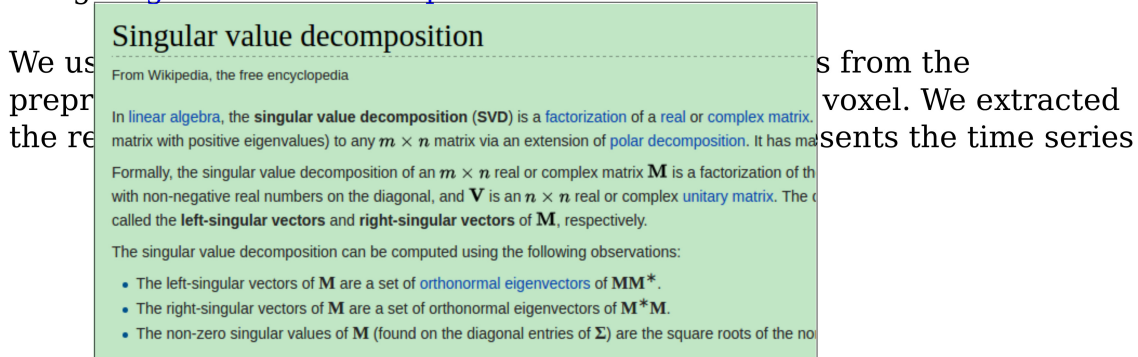 Singular value decomposition
From Wikipedia, the free encyclopedia
We us
s from the
prepr
voxel. We extracted
the re
sents the time series
In linear algebra, the singular value decomposition (SVD) is a factorization of a real or complex matrix.
matrix with positive eigenvalues) to any m × n matrix via an extension of polar decomposition. It has ma
Formally, the singular value decomposition of an m × n real or complex matrix M is a factorization of th
with non-negative real numbers on the diagonal, and V is an n × n real or complex unitary matrix. The
called the left-singular vectors and right-singular vectors of M, respectively.
The singular value decomposition can be computed using the following observations:
• The left-singular vectors of M are a set of orthonormal eigenvectors of MM*.
• The right-singular vectors of M are a set of orthonormal eigenvectors of M*M.
• The non-zero singular values of M (found on the diagonal entries of Σ) are the square roots of the no